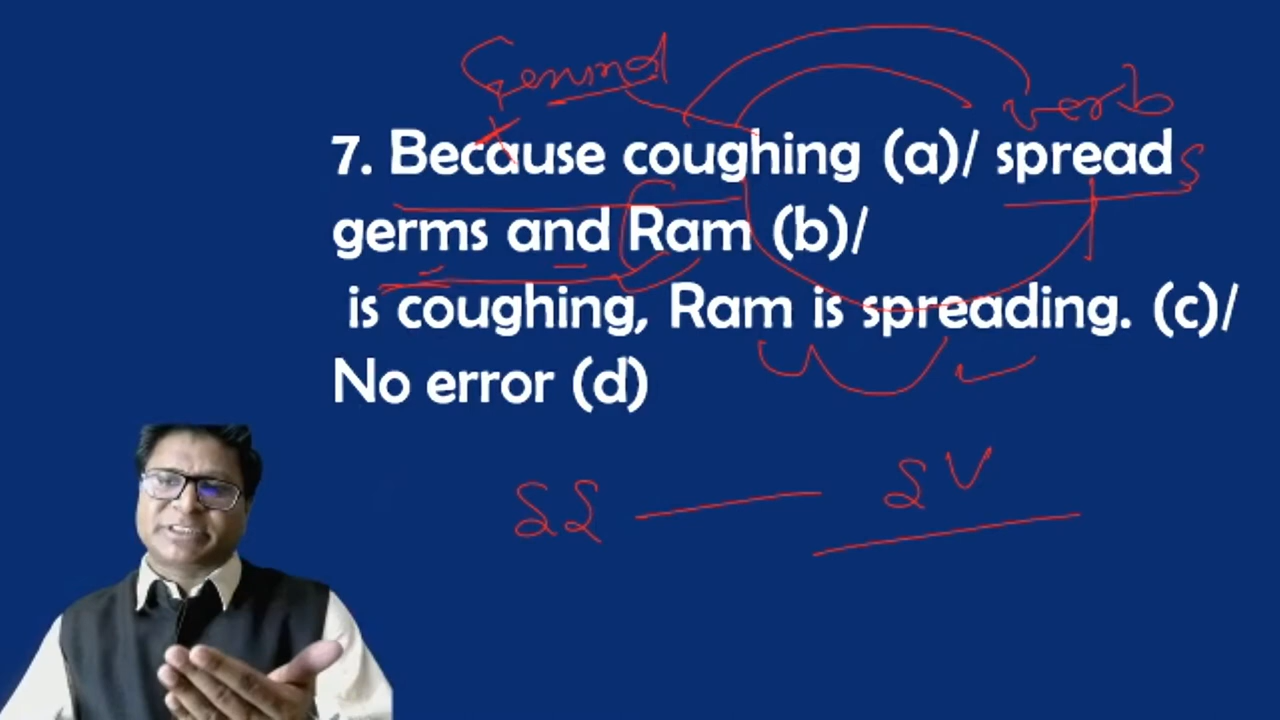 Gerund
verb
7. Because coughing (a)/ spread s
germs and Ram (b)/
is coughing, Ram is spreading. (c)/
No error (d)
SS SV